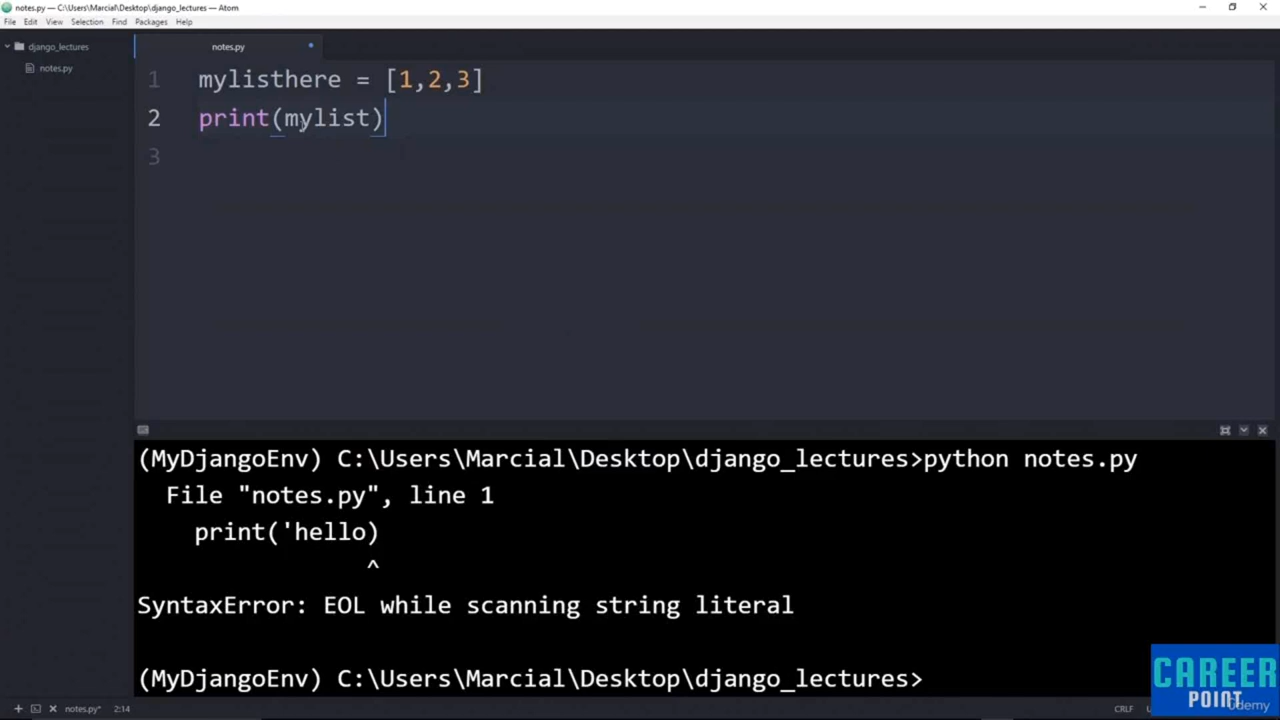 notes.py — C:\Users\Marcial\Desktop\django_lectures — Atom
File Edit View Selection Find Packages Help
django_lectures
notes.py
notes.py
1 mylisthere = [1,2,3]
2 print(mylist)
3
(MyDjangoEnv) C:\Users\Marcial\Desktop\django_lectures>python notes.py
File "notes.py", line 1
print('hello)
^
SyntaxError: EOL while scanning string literal
(MyDjangoEnv) C:\Users\Marcial\Desktop\django_lectures>
notes.py* 2:14
CRLF
CAREER
POINT
Udemy